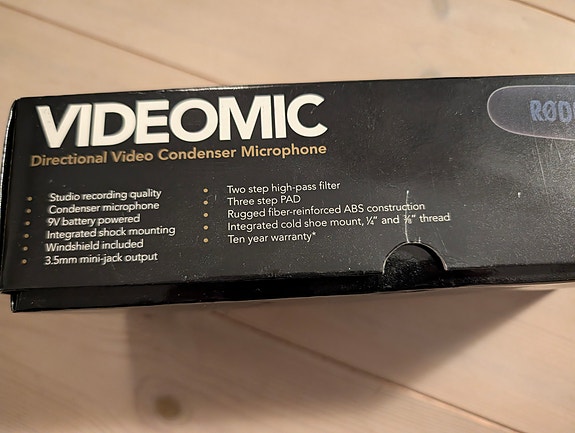 VIDEOMIC
Directional Video Condenser Microphone
Studio recording quality
Condenser microphone
9V battery powered
Integrated shock mounting
Windshield included
3.5mm mini-jack output
Two step high-pass filter
Three step PAD
Rugged fiber-reinforced ABS construction
Integrated cold shoe mount, ¼” and ⅜” thread
Ten year warranty*
RØD